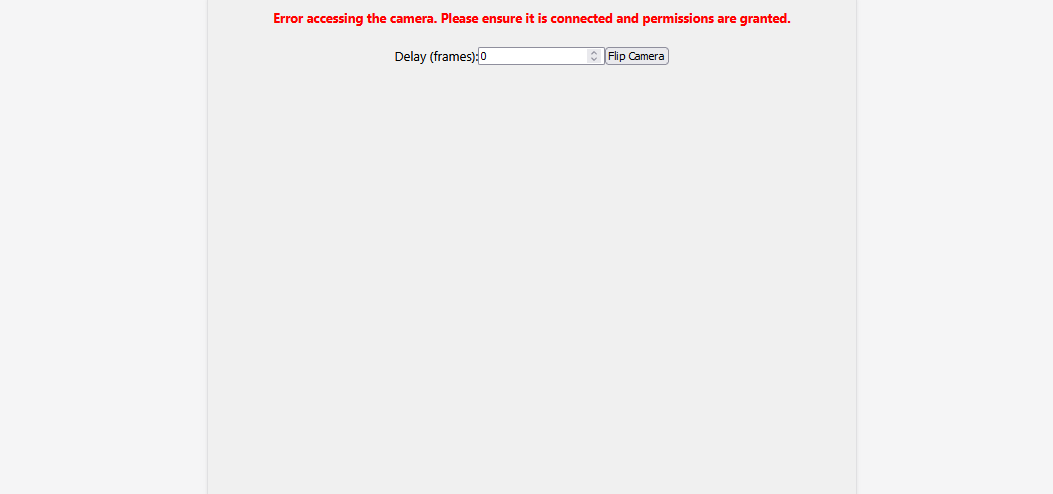 Error accessing the camera. Please ensure it is connected and permissions are granted.
Delay (frames):0 Flip Camera